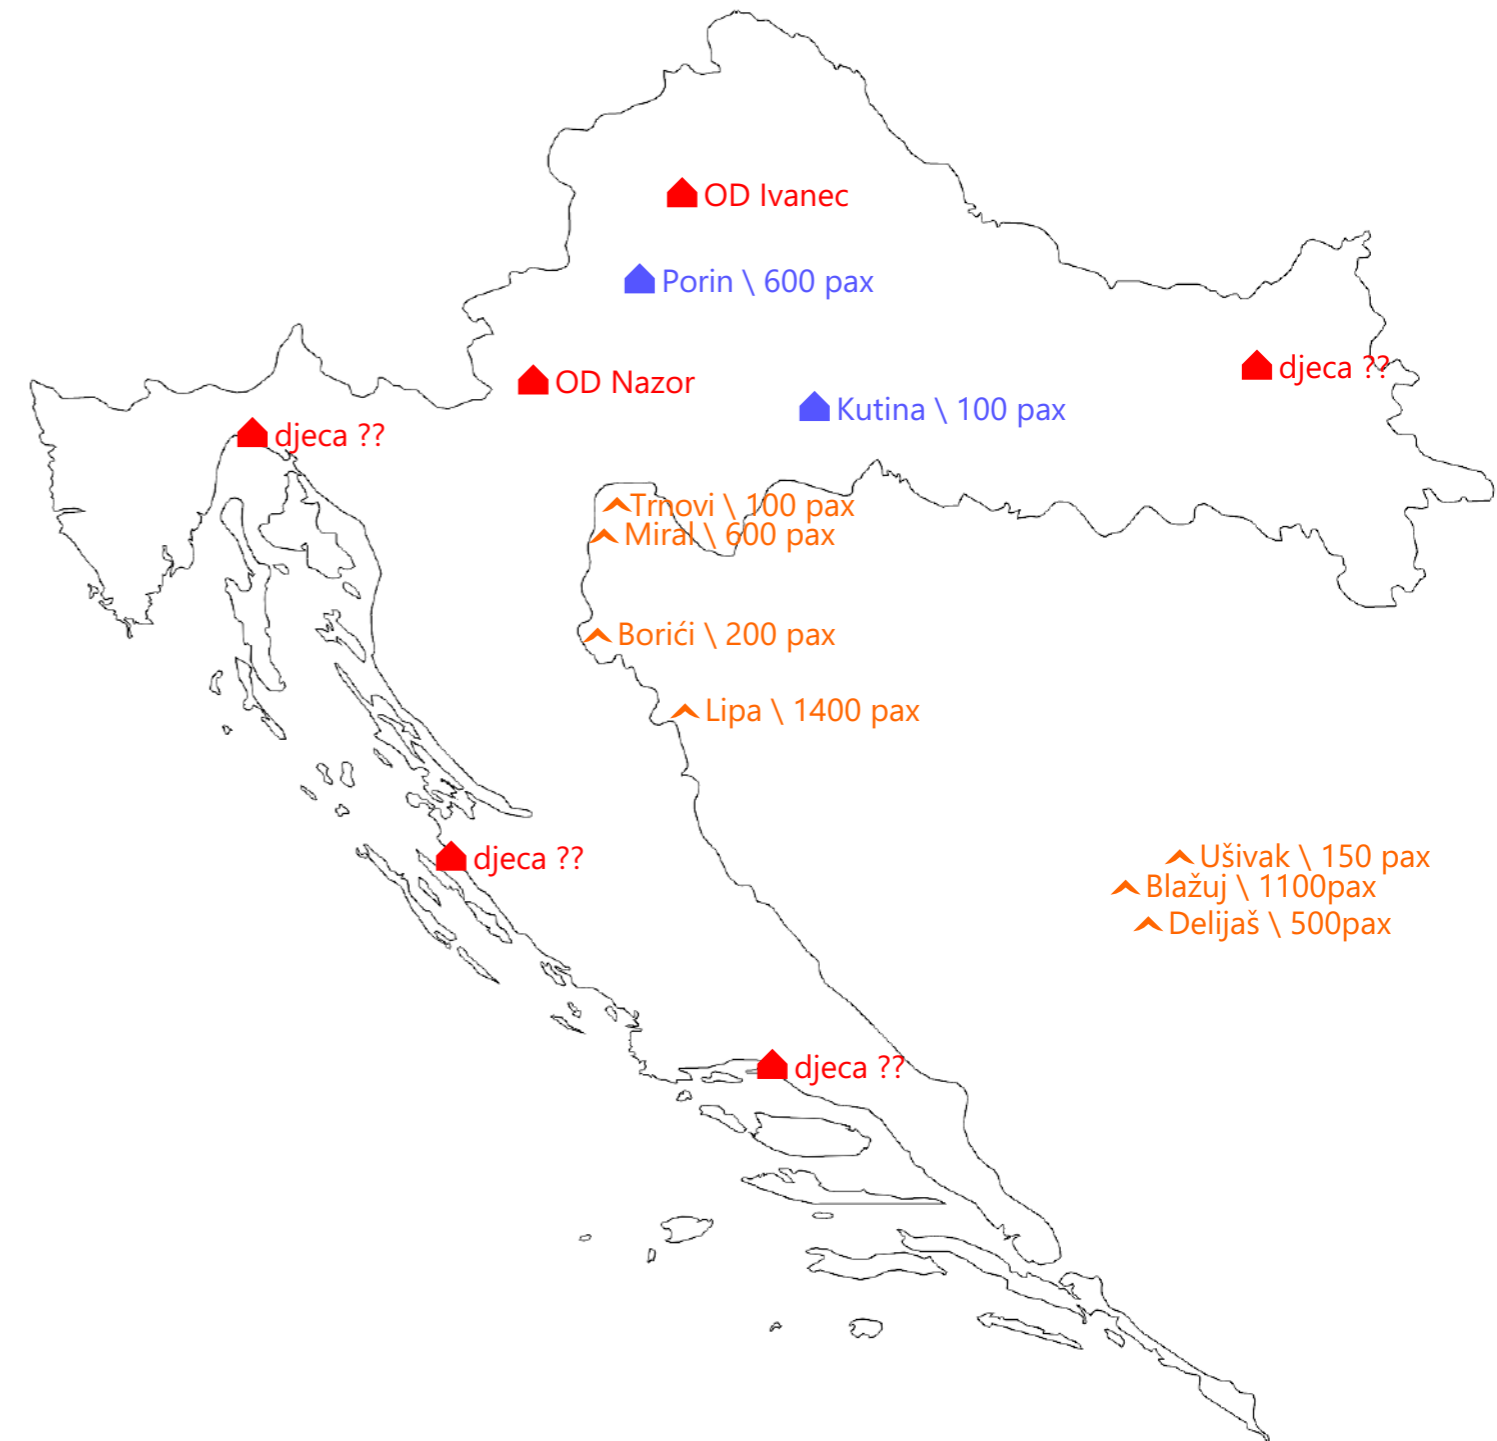 OD Ivanec
Porin \ 600 pax
djeca ??
OD Nazor
Kutina \ 100 pax
djeca ??
Trnovi \ 100 pax
Miral \ 600 pax
Borići \ 200 pax
Lipa \ 1400 pax
djeca ??
Ušivak \ 150 pax
Blažuj \ 1100pax
Delijaš \ 500pax
djeca ??